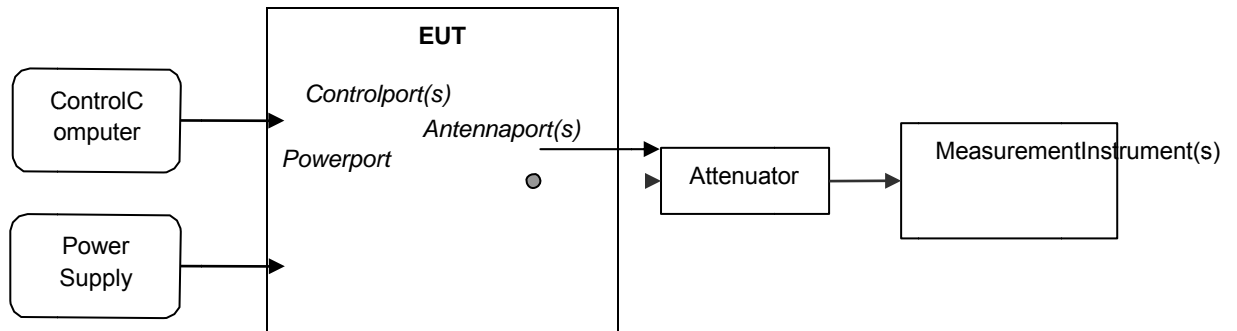 EUT
ControlC
omputer
Controlport(s)
Antennaport(s)
Powerport
Attenuator
MeasurementInstrument(s)
Power
Supply